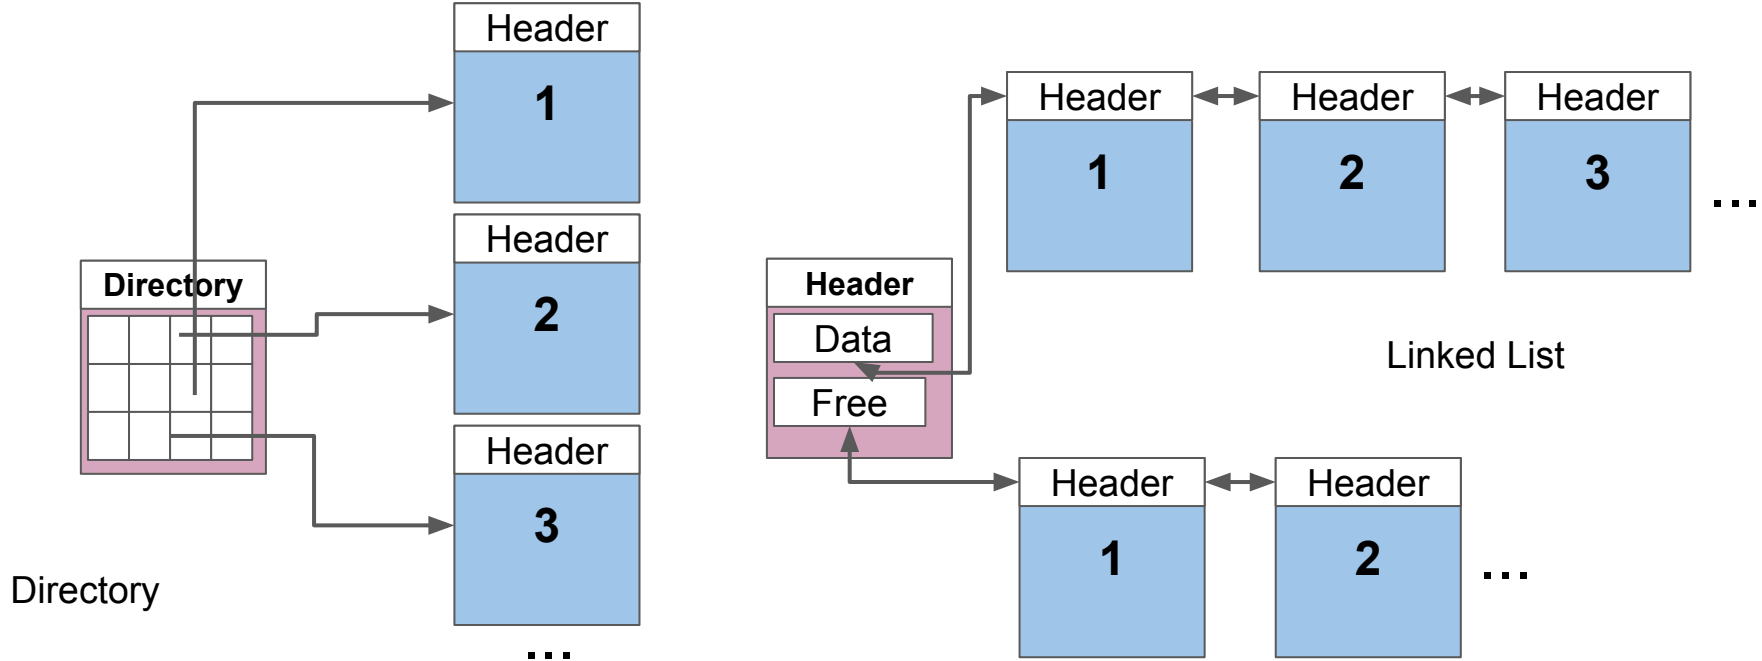 Header
1
Header
2
Header
3
...
Directory
Directory
Header
1
Header
2
Header
3
...
Header
Data
Free
Linked List
Header
1
Header
2
...